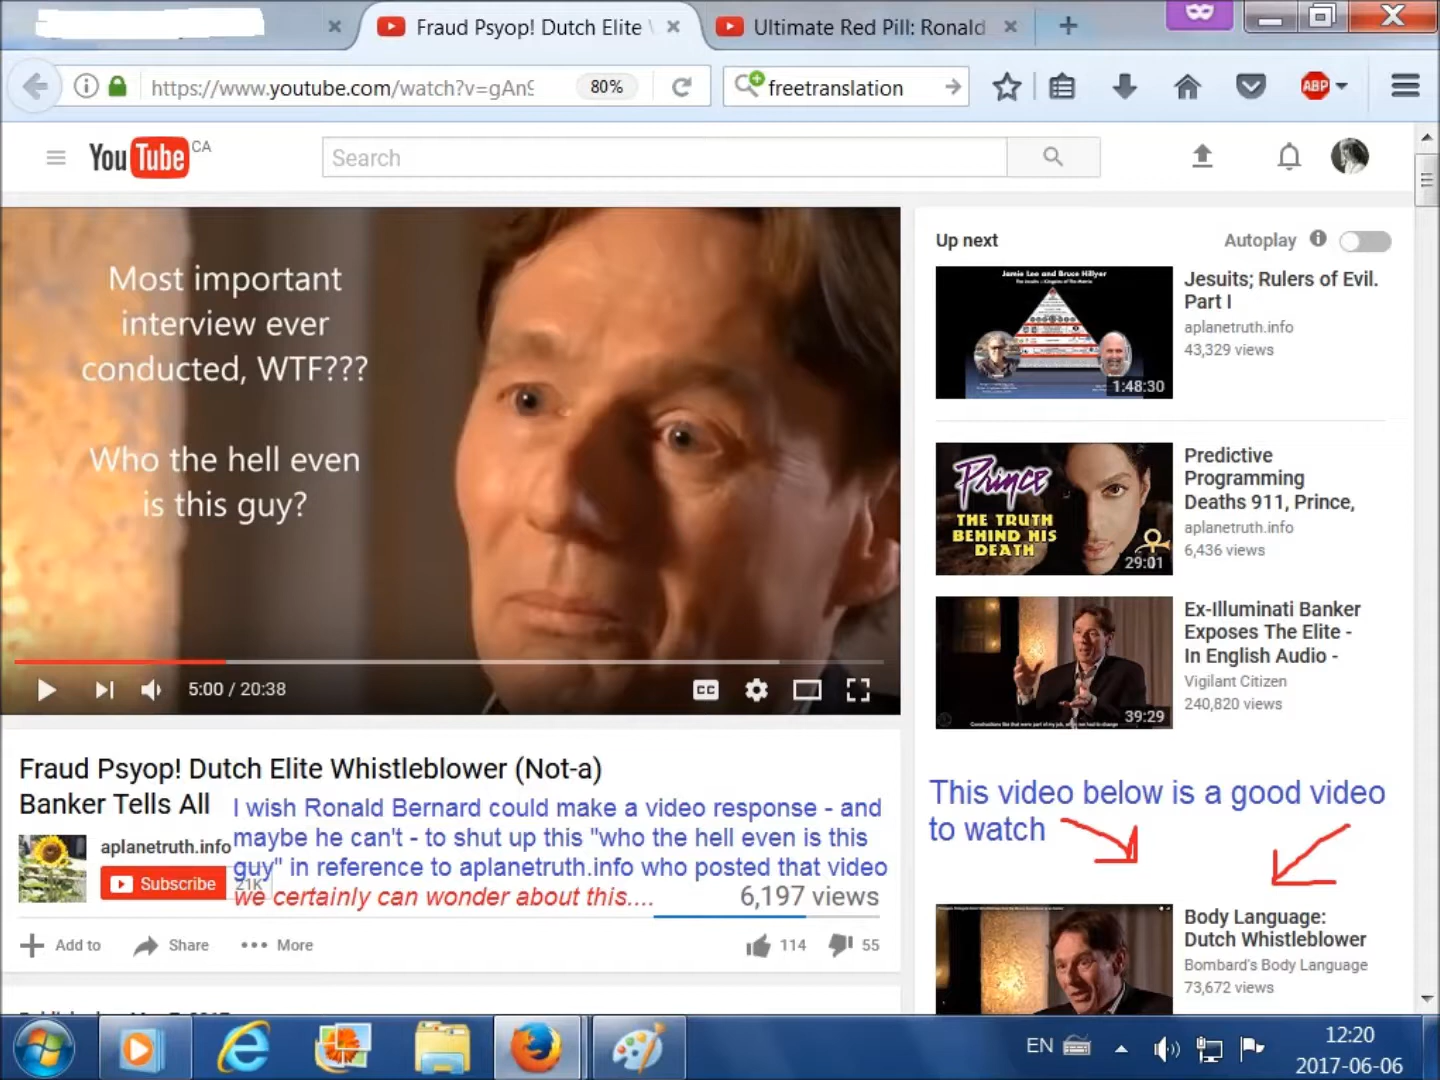 Fraud Psyop! Dutch Elite
Ultimate Red Pill: Ronald
https://www.youtube.com/watch?v=gAn9
80%
freetranslation
ABP
YouTube CA
Search
Most important
interview ever
conducted, WTF???
Who the hell even
is this guy?
5:00 / 20:38
CC
Fraud Psyop! Dutch Elite Whistleblower (Not-a)
Banker Tells All
I wish Ronald Bernard could make a video response - and
maybe he can't - to shut up this "who the hell even is this
guy" in reference to aplanetruth.info who posted that video
we certainly can wonder about this....
aplanetruth.info
Subscribe 21K
6,197 views
Add to
Share
More
114
55
Up next
Autoplay
Jamie Lee and Bruce Hillyer
1:48:30
Jesuits; Rulers of Evil.
Part I
aplanetruth.info
43,329 views
Prince
THE TRUTH
BEHIND HIS
DEATH
29:01
Predictive
Programming
Deaths 911, Prince,
aplanetruth.info
6,436 views
39:29
Ex-Illuminati Banker
Exposes The Elite -
In English Audio -
Vigilant Citizen
240,820 views
This video below is a good video
to watch
Body Language:
Dutch Whistleblower
Bombard's Body Language
73,672 views
EN
12:20
2017-06-06